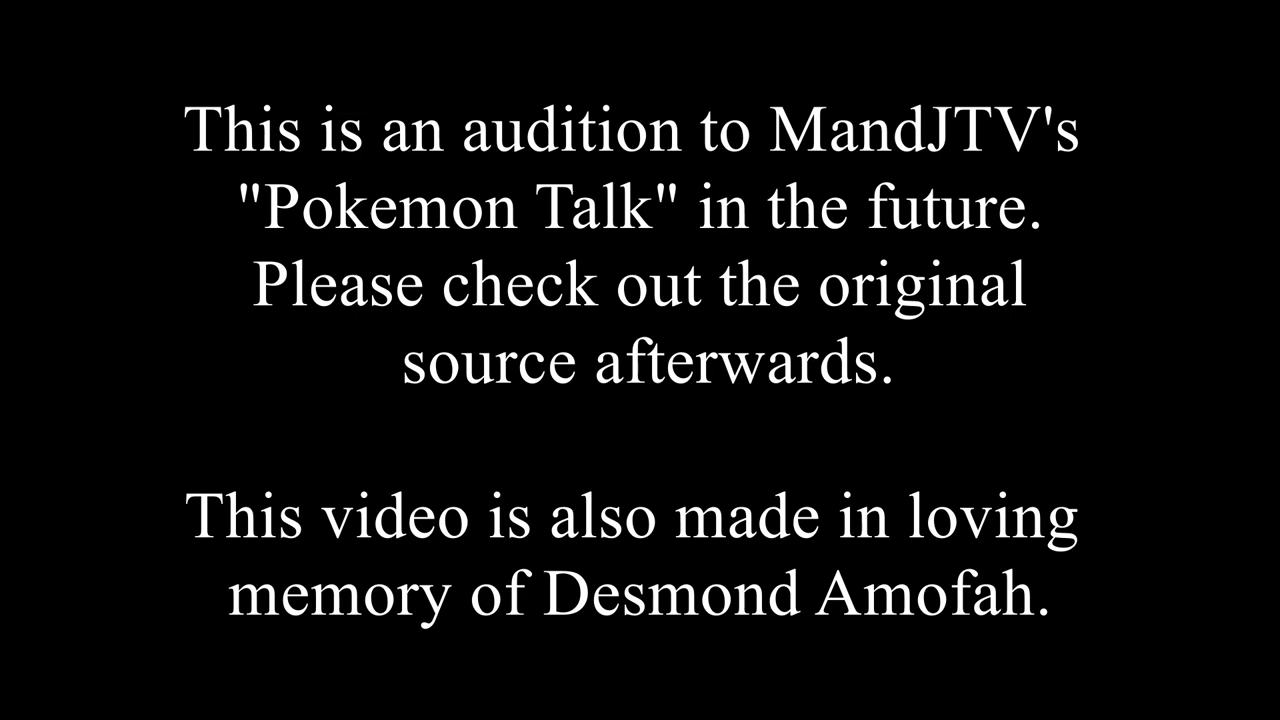 This is an audition to MandJTV's
"Pokemon Talk" in the future.
Please check out the original
source afterwards.
This video is also made in loving
memory of Desmond Amofah.